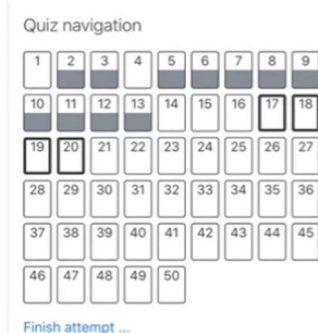 Quiz navigation
1 2 3 4 5 6 7 8 9
10 11 12 13 14 15 16 17 18
19 20 21 22 23 24 25 26 27
28 29 30 31 32 33 34 35 36
37 38 39 40 41 42 43 44 45
46 47 48 49 50
Finish attempt ...